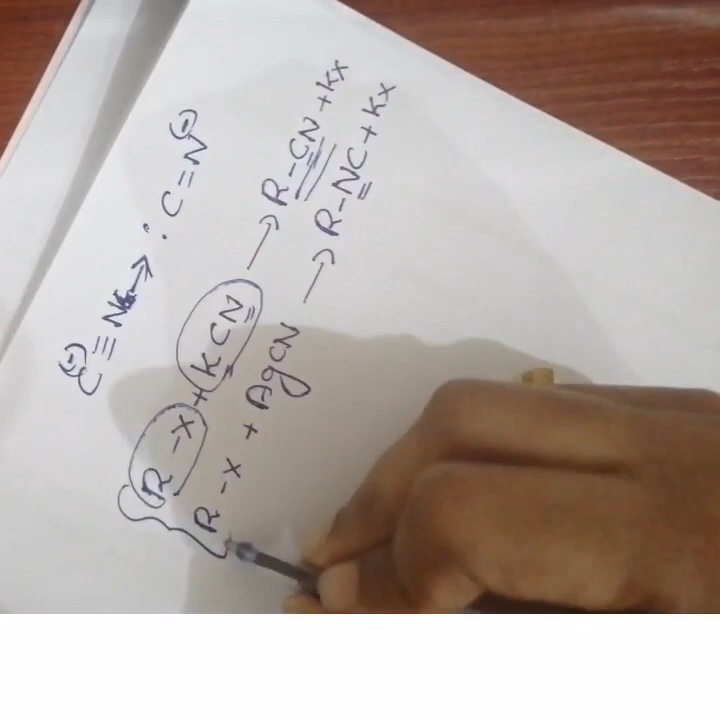 (-)C≡N: → :C=N(-)
R-X + KCN → R-CN + KX
R-X + AgCN → R-NC + KX